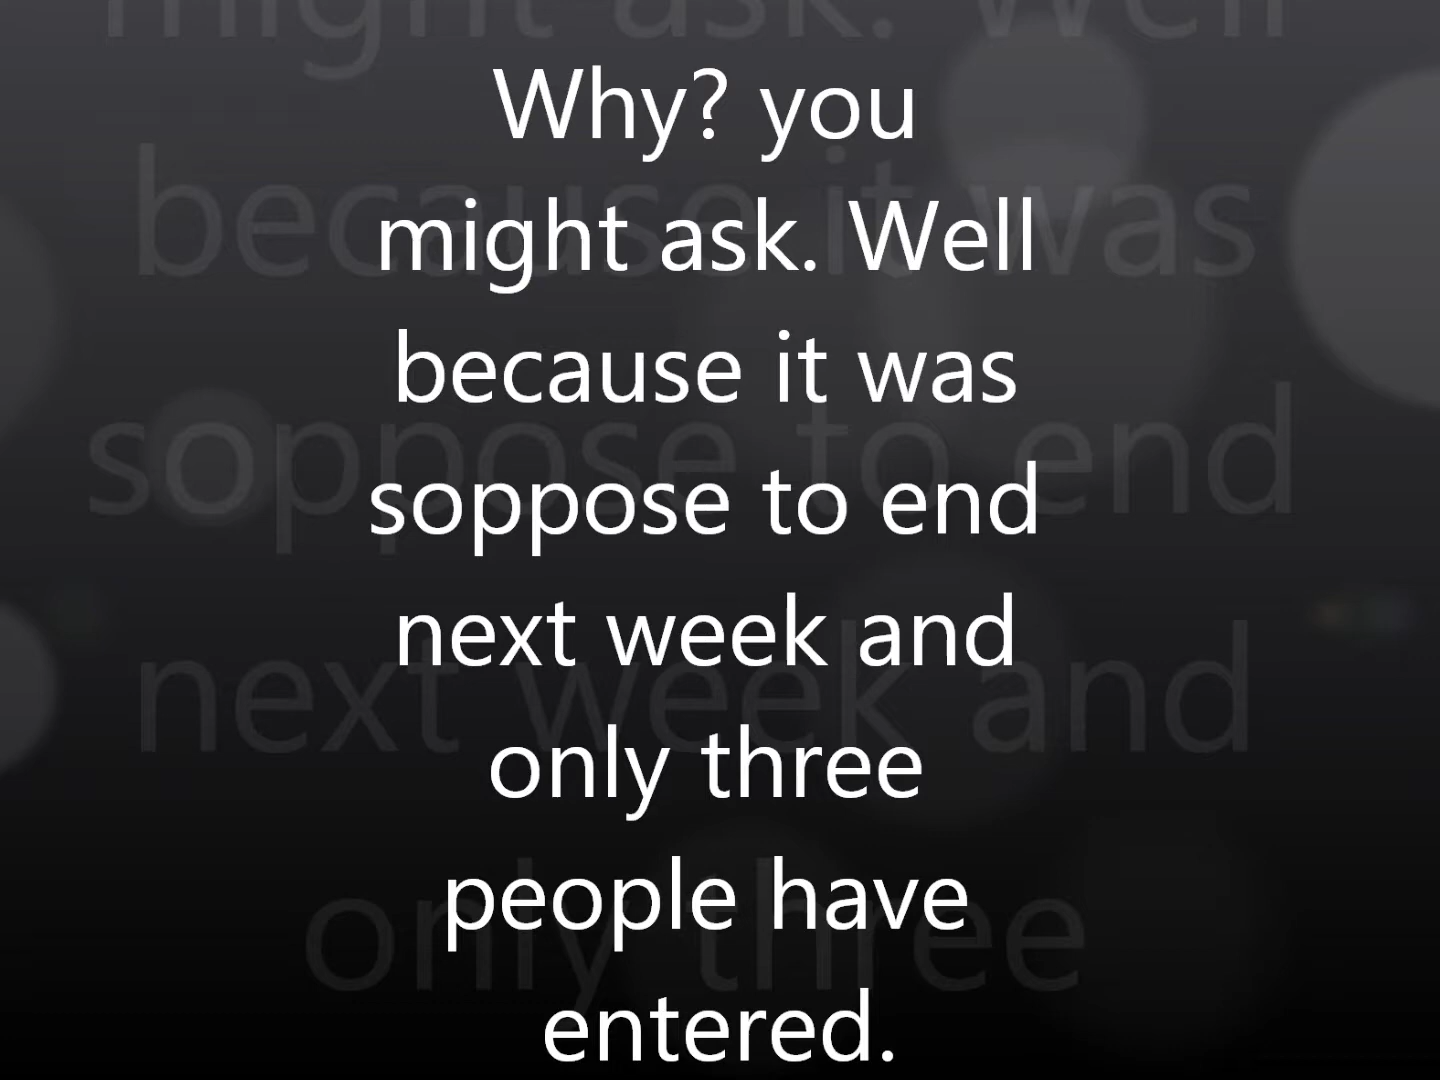 Why? you
might ask. Well
because it was
soppose to end
next week and
only three
people have
entered.